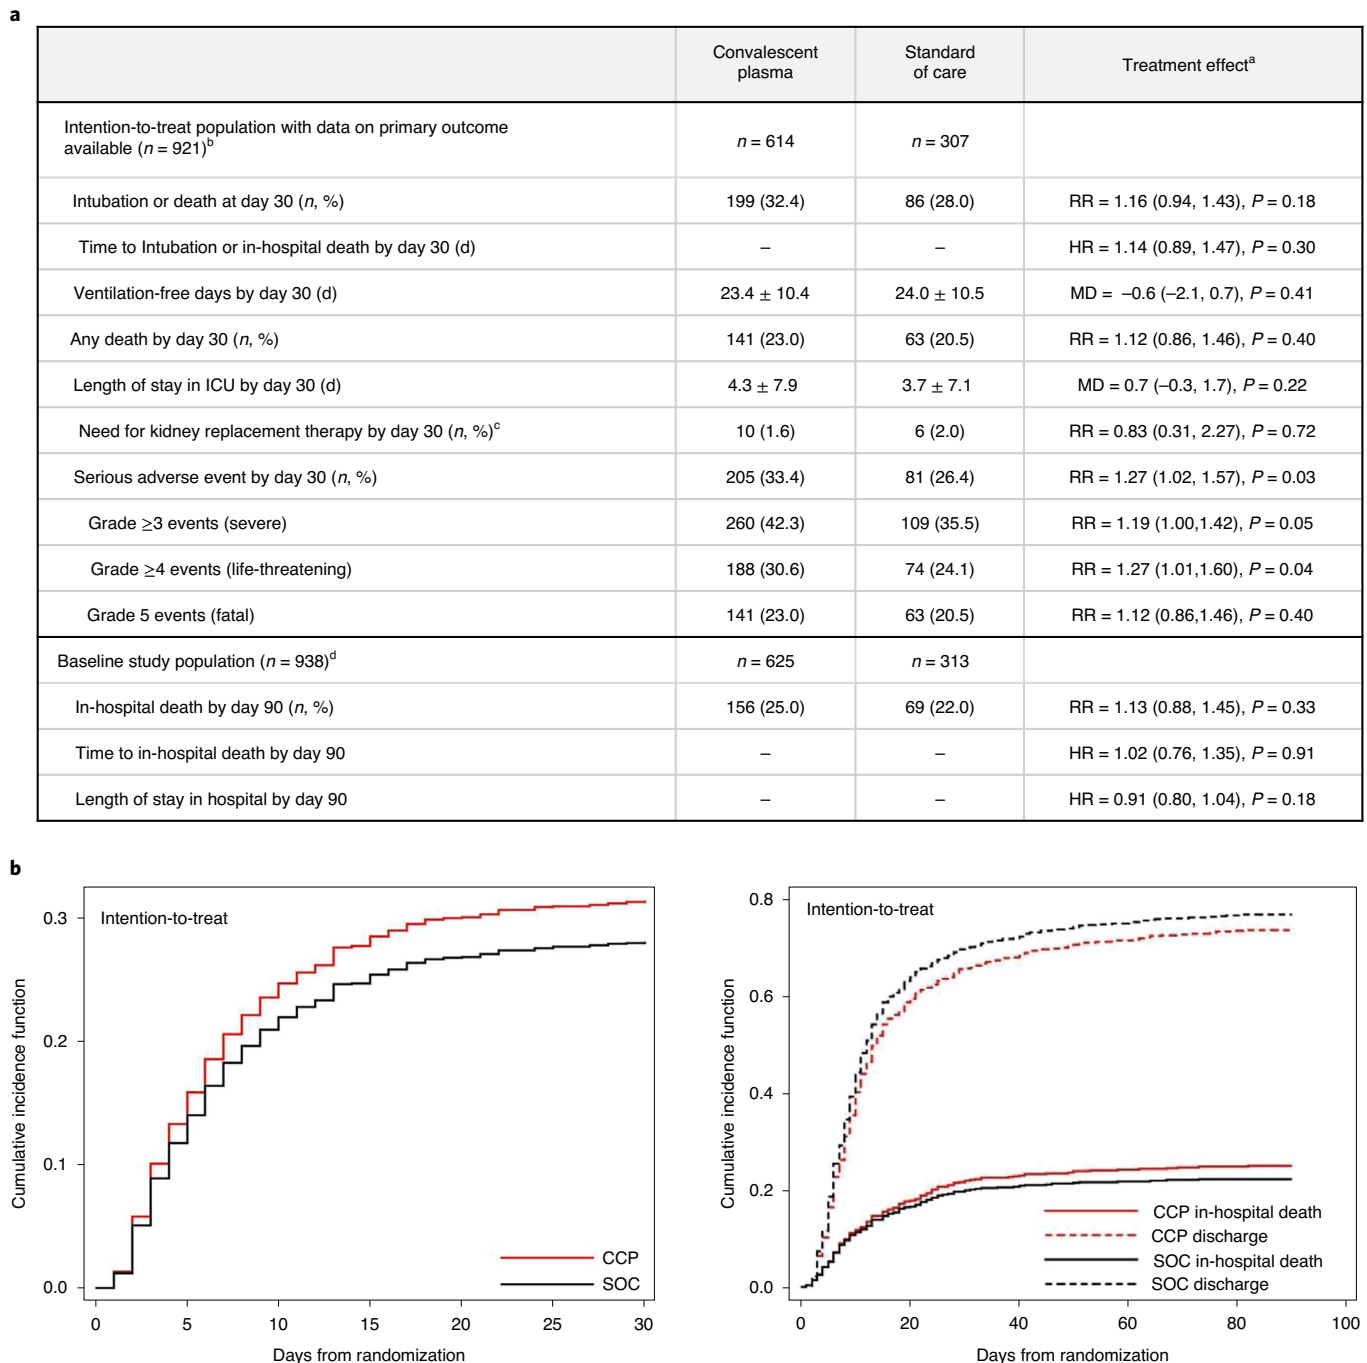 a
Convalescent plasma Standard of care Treatment effectᵃ
Intention-to-treat population with data on primary outcome available (n = 921)ᵇ n = 614 n = 307
Intubation or death at day 30 (n, %) 199 (32.4) 86 (28.0) RR = 1.16 (0.94, 1.43), P = 0.18
Time to Intubation or in-hospital death by day 30 (d) – – HR = 1.14 (0.89, 1.47), P = 0.30
Ventilation-free days by day 30 (d) 23.4 ± 10.4 24.0 ± 10.5 MD = –0.6 (–2.1, 0.7), P = 0.41
Any death by day 30 (n, %) 141 (23.0) 63 (20.5) RR = 1.12 (0.86, 1.46), P = 0.40
Length of stay in ICU by day 30 (d) 4.3 ± 7.9 3.7 ± 7.1 MD = 0.7 (–0.3, 1.7), P = 0.22
Need for kidney replacement therapy by day 30 (n, %)ᶜ 10 (1.6) 6 (2.0) RR = 0.83 (0.31, 2.27), P = 0.72
Serious adverse event by day 30 (n, %) 205 (33.4) 81 (26.4) RR = 1.27 (1.02, 1.57), P = 0.03
Grade ≥3 events (severe) 260 (42.3) 109 (35.5) RR = 1.19 (1.00,1.42), P = 0.05
Grade ≥4 events (life-threatening) 188 (30.6) 74 (24.1) RR = 1.27 (1.01,1.60), P = 0.04
Grade 5 events (fatal) 141 (23.0) 63 (20.5) RR = 1.12 (0.86,1.46), P = 0.40
Baseline study population (n = 938)ᵈ n = 625 n = 313
In-hospital death by day 90 (n, %) 156 (25.0) 69 (22.0) RR = 1.13 (0.88, 1.45), P = 0.33
Time to in-hospital death by day 90 – – HR = 1.02 (0.76, 1.35), P = 0.91
Length of stay in hospital by day 90 – – HR = 0.91 (0.80, 1.04), P = 0.18
b
Intention-to-treat
Cumulative incidence function
0.3
0.2
0.1
0.0
CCP
SOC
0 5 10 15 20 25 30
Days from randomization
Intention-to-treat
Cumulative incidence function
0.8
0.6
0.4
0.2
0.0
CCP in-hospital death
CCP discharge
SOC in-hospital death
SOC discharge
0 20 40 60 80 100
Days from randomization